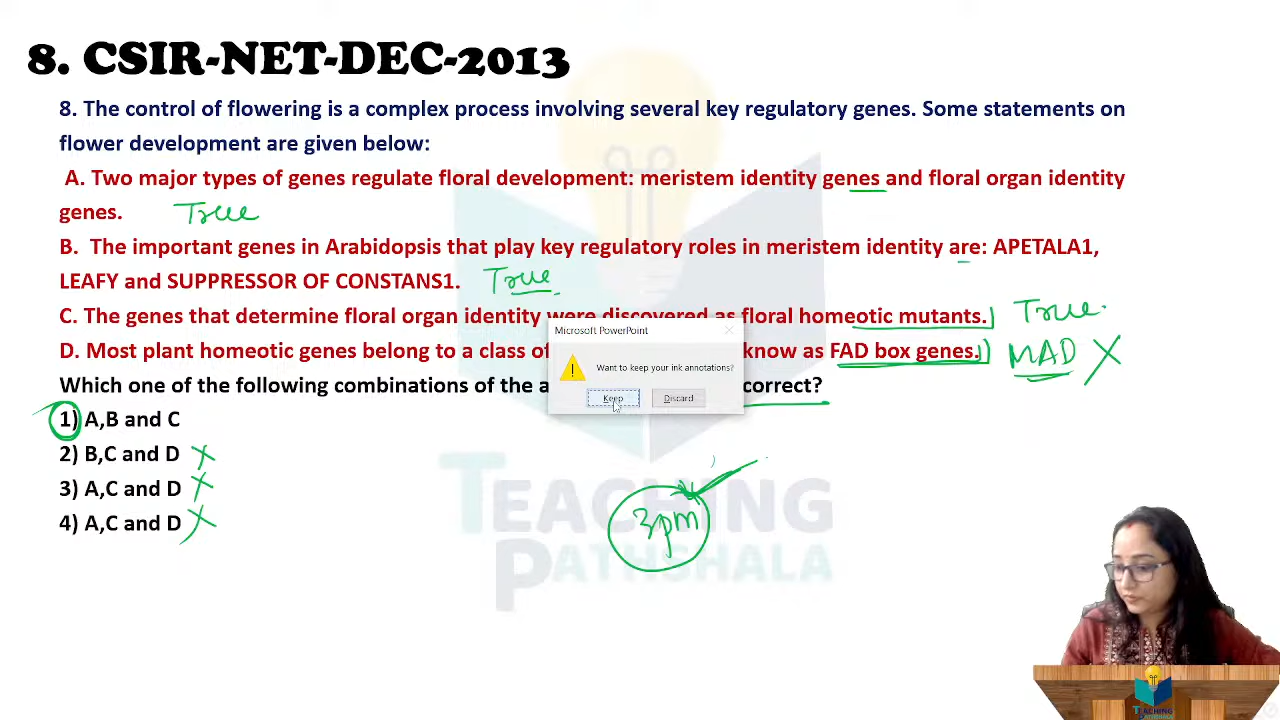 8. CSIR-NET-DEC-2013
8. The control of flowering is a complex process involving several key regulatory genes. Some statements on
flower development are given below:
A. Two major types of genes regulate floral development: meristem identity genes and floral organ identity
genes. True
B. The important genes in Arabidopsis that play key regulatory roles in meristem identity are: APETALA1,
LEAFY and SUPPRESSOR OF CONSTANS1. True
C. The genes that determine floral organ identity were discovered as floral homeotic mutants. True
D. Most plant homeotic genes belong to a class of know as FAD box genes. MAD X
Which one of the following combinations of the a correct?
Microsoft PowerPoint
Want to keep your ink annotations?
Keep Discard
1) A,B and C
2) B,C and D X
3) A,C and D X
4) A,C and D X
3pm
TEACHING
PATHSHALA
TEACHING
PATHSHALA